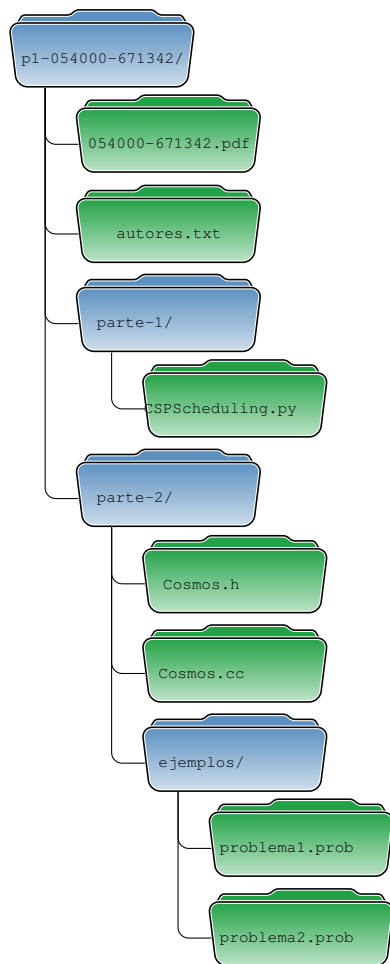 p1-054000-671342/
054000-671342.pdf
autores.txt
parte-1/
CSPScheduling.py
parte-2/
Cosmos.h
Cosmos.cc
ejemplos/
problema1.prob
problema2.prob